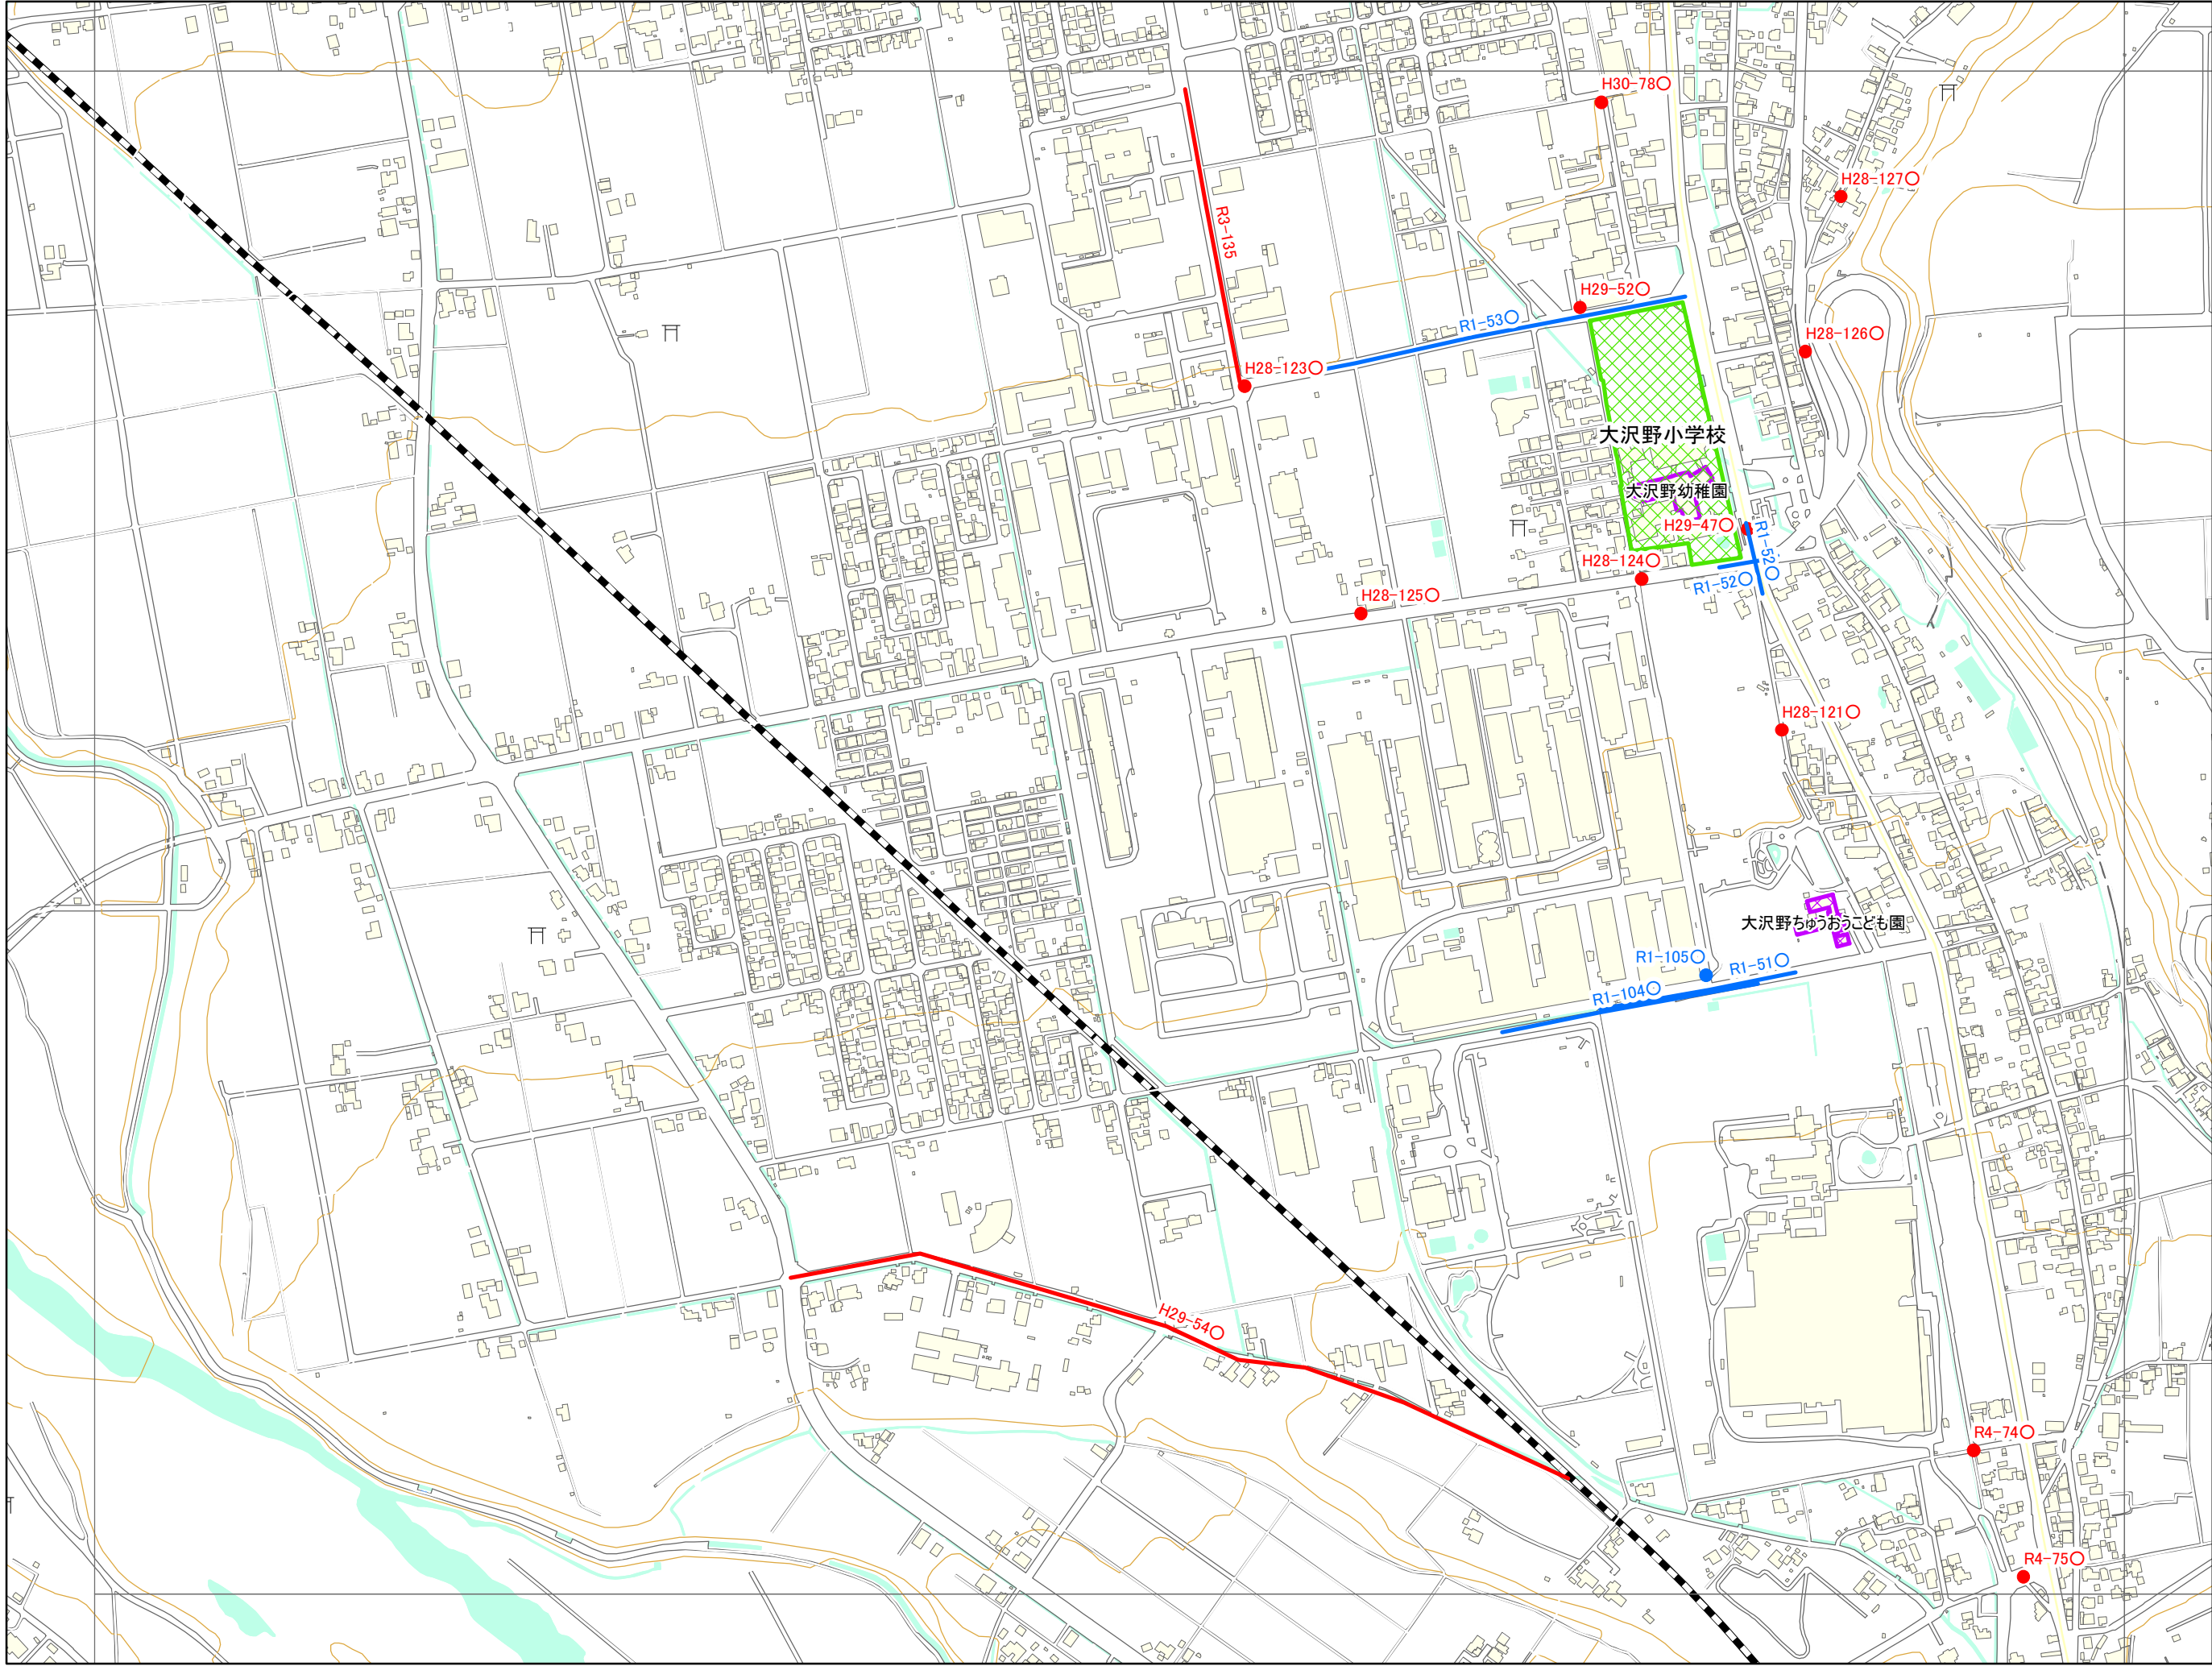 H30-78○
H28-127○
R3-135
H29-52○
R1-53○
H28-126○
H28-123○
大沢野小学校
大沢野幼稚園
H29-47○
R1-52○
H28-124○
R1-52○
H28-125○
H28-121○
大沢野ちゅうおうこども園
R1-105○
R1-51○
R1-104○
H29-54○
R4-74○
R4-75○